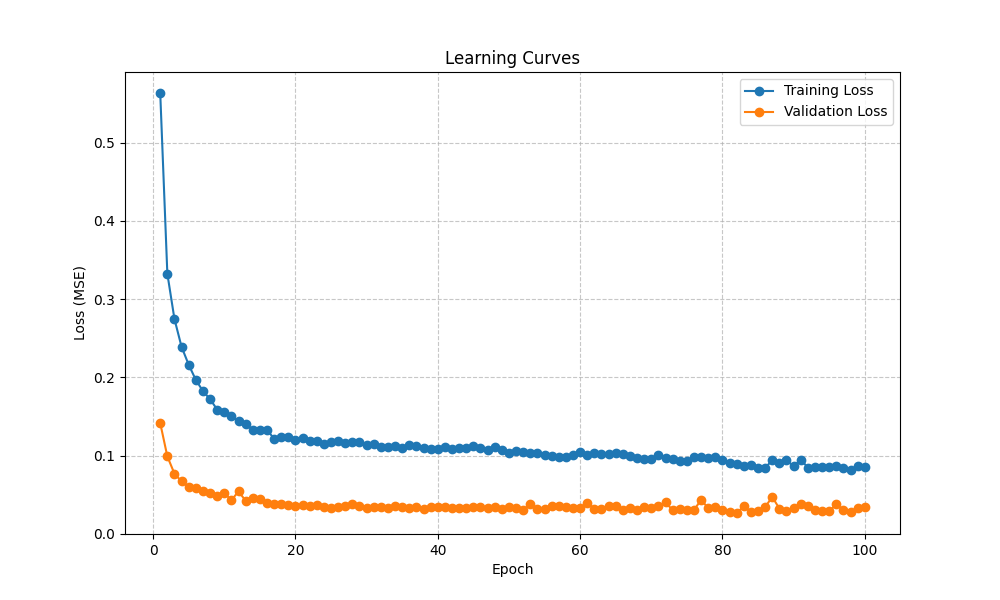 Learning Curves
Training Loss
Validation Loss
Loss (MSE)
0.5
0.4
0.3
0.2
0.1
0.0
0 20 40 60 80 100
Epoch